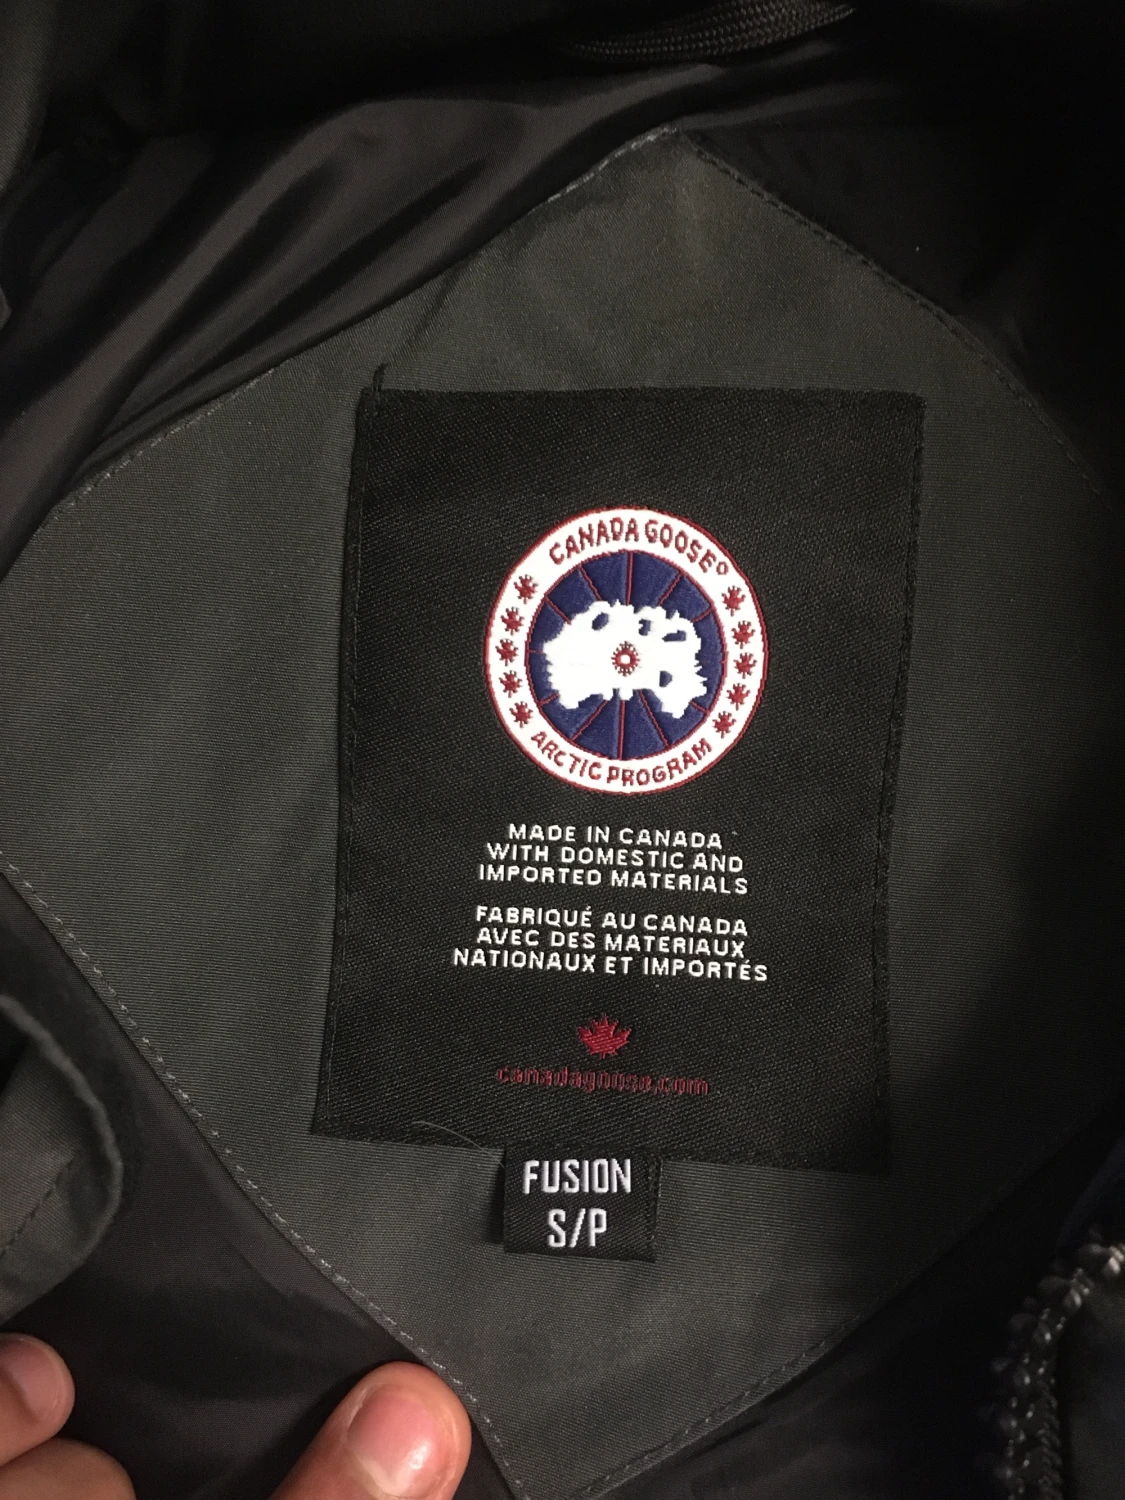 CANADA GOOSE®
ARCTIC PROGRAM
MADE IN CANADA
WITH DOMESTIC AND
IMPORTED MATERIALS
FABRIQUÉ AU CANADA
AVEC DES MATERIAUX
NATIONAUX ET IMPORTÉS
canadagoose.com
FUSION
S/P